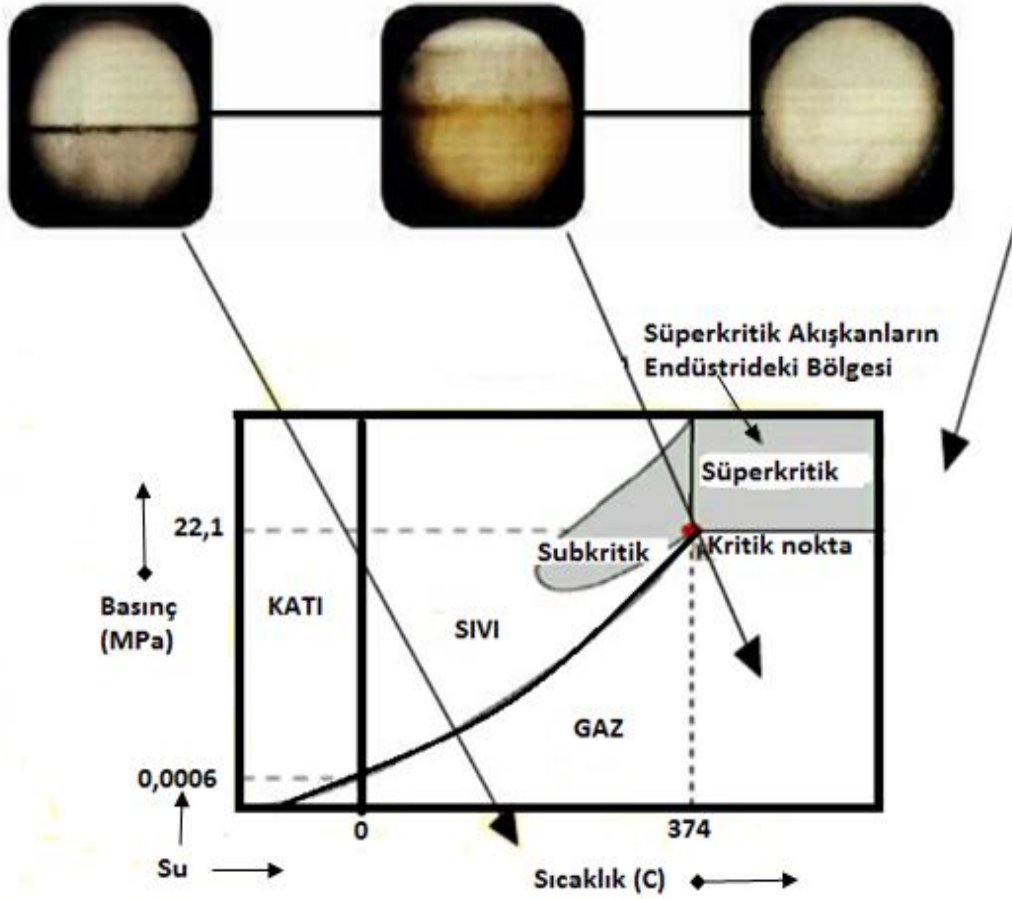 Süperkritik Akışkanların
Endüstrideki Bölgesi
Süperkritik
22,1
Subkritik
Kritik nokta
Basınç
(MPa)
KATI
SIVI
GAZ
0,0006
0
374
Su
Sıcaklık (C)